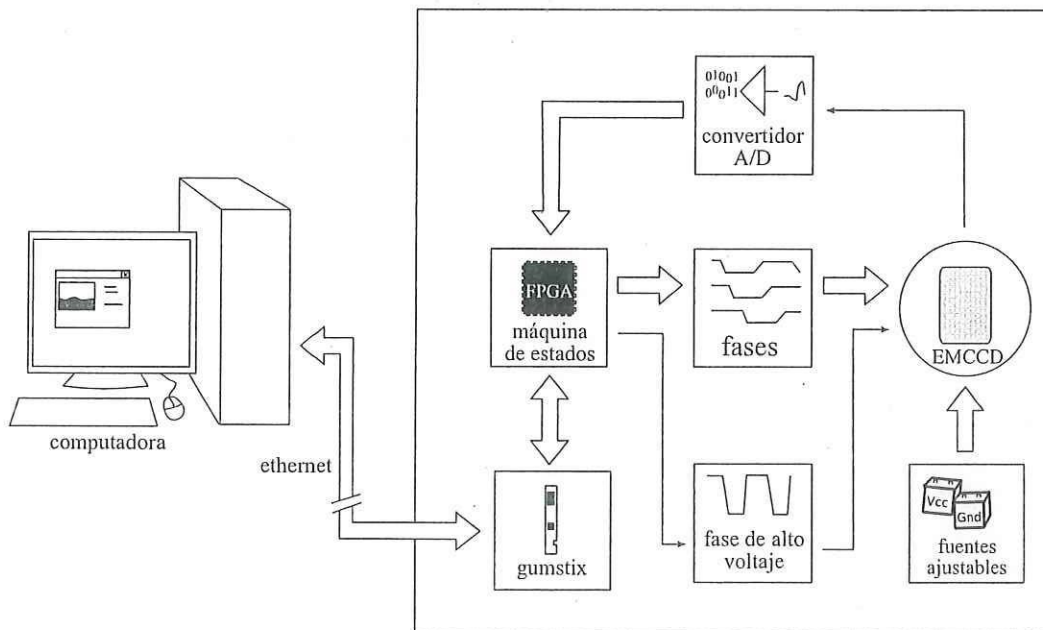 01001
00011
convertidor
A/D
FPGA
máquina
de estados
fases
EMCCD
computadora
ethernet
gumstix
fase de alto
voltaje
Vcc
Gnd
fuentes
ajustables